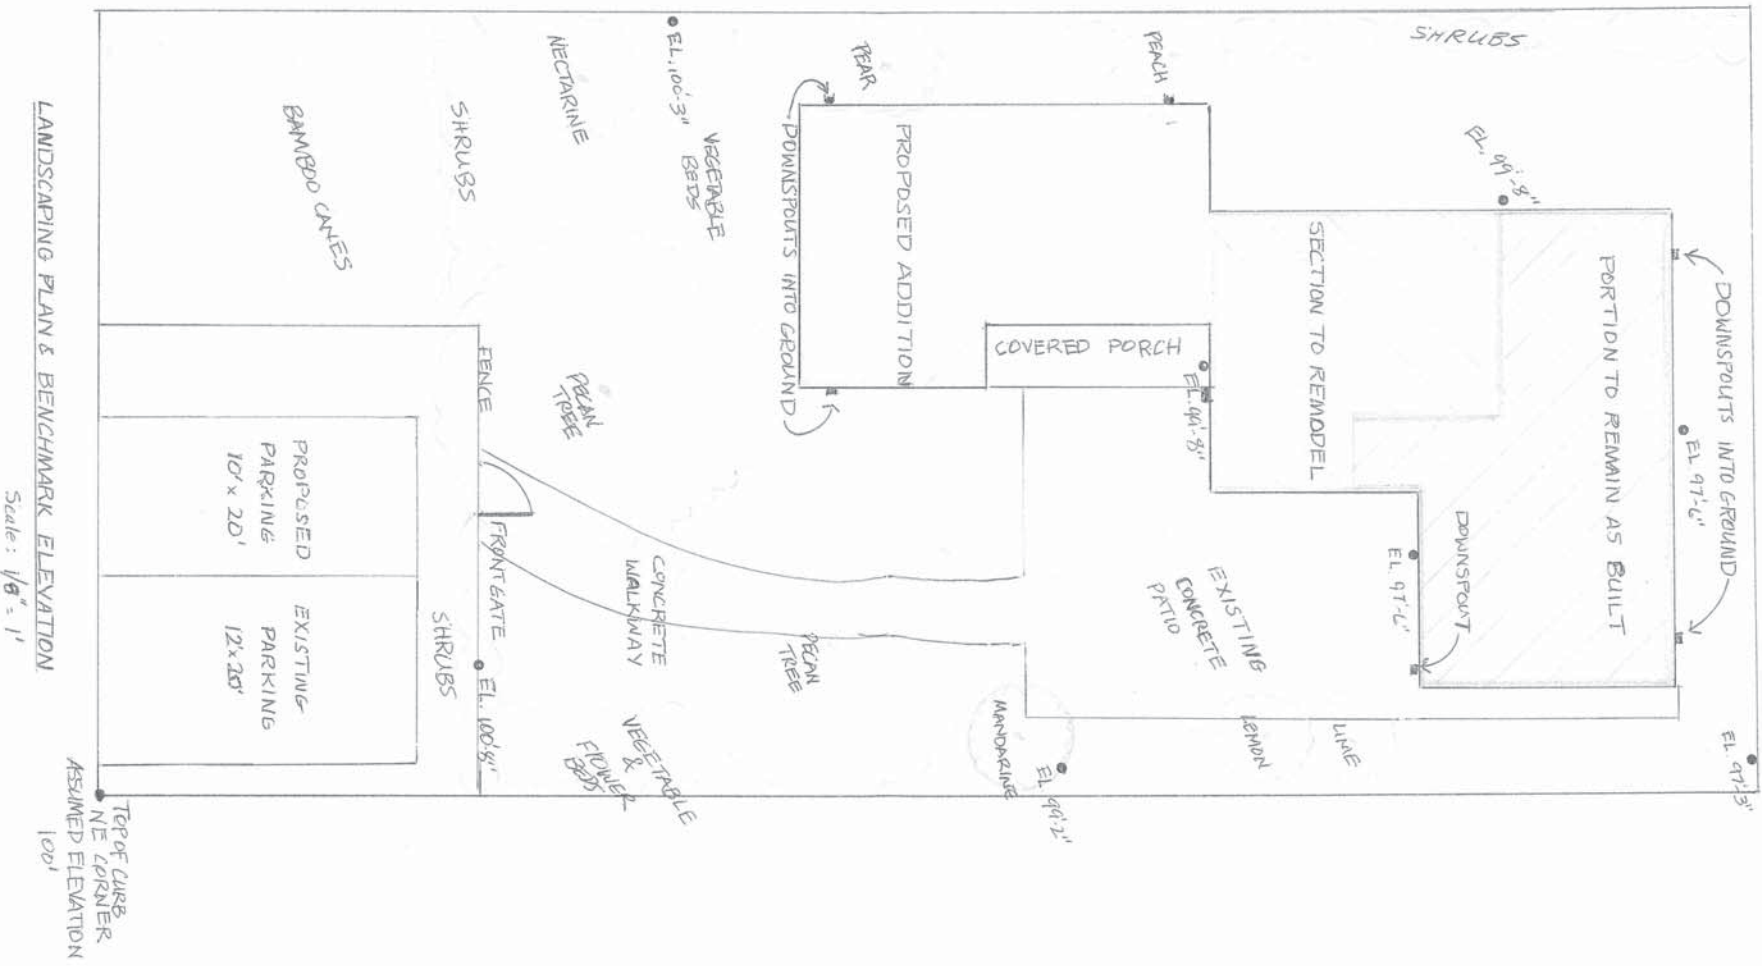 SHRUBS
PEACH
PEAR
EL. 100'-3"
NECTARINE
VEGETABLE
BEDS
SHRUBS
BAMBOO CANES
EL. 99'-8"
DOWNSPOUTS INTO GROUND
PORTION TO REMAIN AS BUILT
SECTION TO REMODEL
PROPOSED ADDITION
DOWNSPOUTS INTO GROUND
COVERED PORCH
EL. 99'-8"
EL 97'-6"
FENCE
PECAN
TREE
PROPOSED
PARKING
10' x 20'
DOWNSPOUT
EL. 97'-6"
EXISTING
CONCRETE
PATIO
CONCRETE
WALKWAY
FRONT GATE
EXISTING
PARKING
12' x 20'
SHRUBS
PECAN
TREE
EL. 100'-8"
VEGETABLE
&
FLOWER
BEDS
MANDARINE
EL. 99'-2"
LEMON
LIME
EL. 97'-3"
TOP OF CURB
NE CORNER
ASSUMED ELEVATION
100'
LANDSCAPING PLAN & BENCHMARK ELEVATION
Scale: 1/8" = 1'